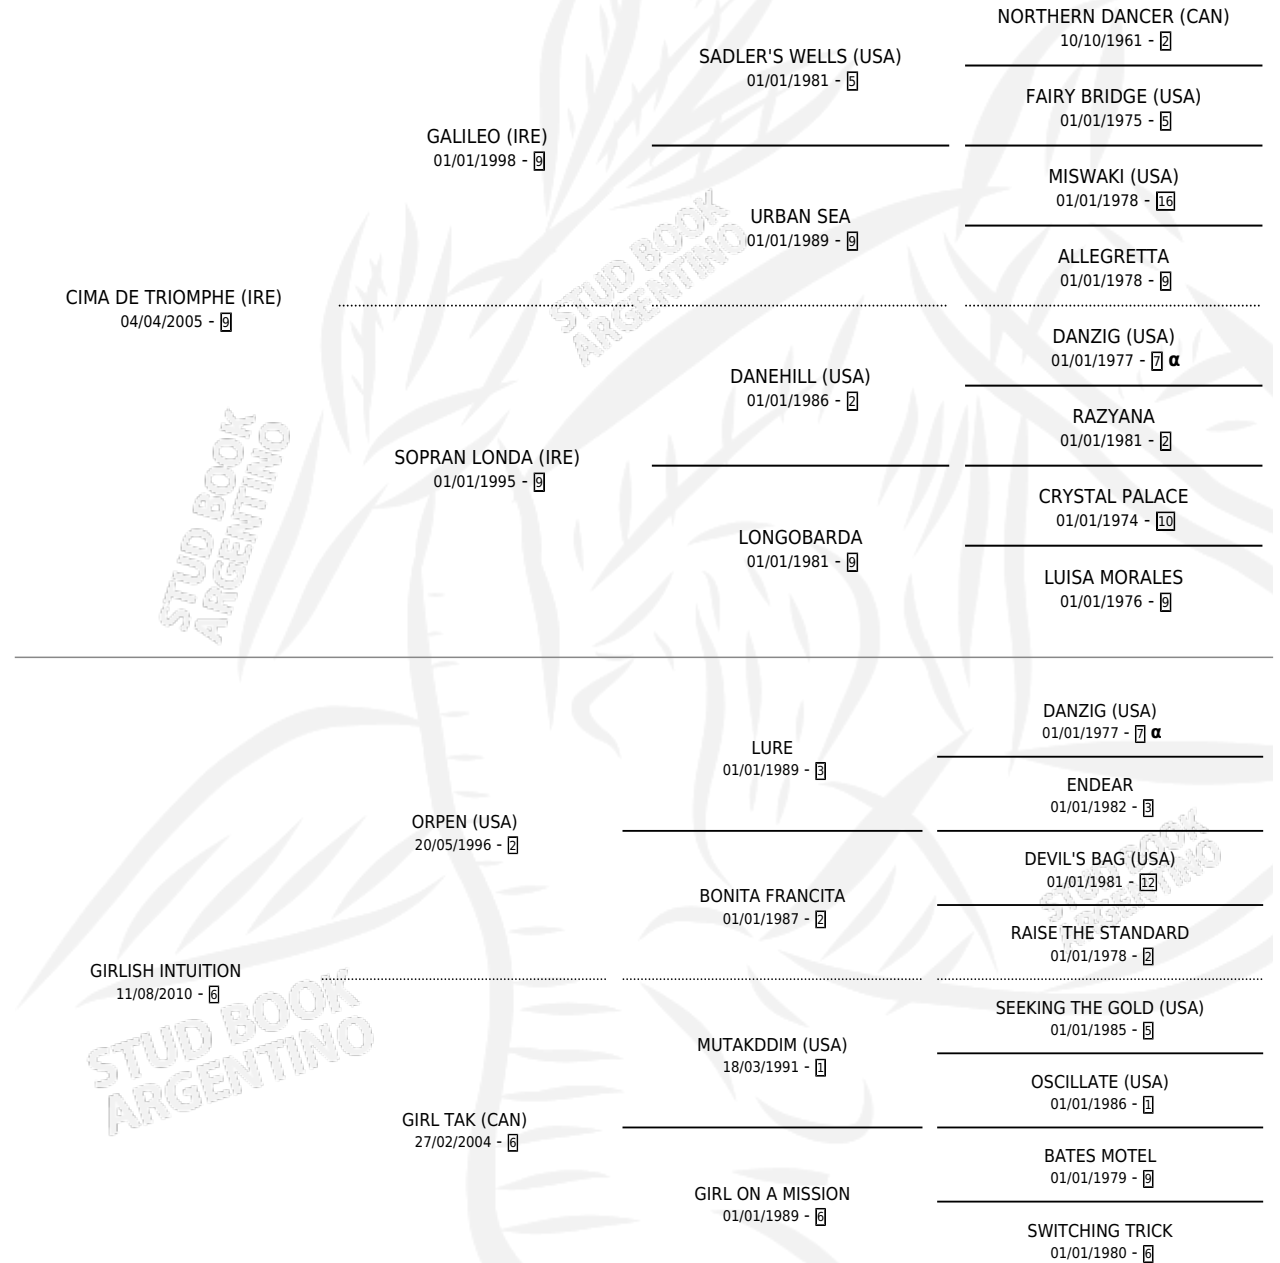 NORTHERN DANCER (CAN)
10/10/1961 - 2
SADLER'S WELLS (USA)
01/01/1981 - 5
FAIRY BRIDGE (USA)
01/01/1975 - 5
GALILEO (IRE)
01/01/1998 - 9
MISWAKI (USA)
01/01/1978 - 16
URBAN SEA
01/01/1989 - 9
ALLEGRETTA
01/01/1978 - 9
STUD BOOK
ARGENTINO
CIMA DE TRIOMPHE (IRE)
04/04/2005 - 9
DANZIG (USA)
01/01/1977 - 7 α
DANEHILL (USA)
01/01/1986 - 2
RAZYANA
01/01/1981 - 2
SOPRAN LONDA (IRE)
01/01/1995 - 9
CRYSTAL PALACE
01/01/1974 - 10
LONGOBARDA
01/01/1981 - 9
LUISA MORALES
01/01/1976 - 9
STUD BOOK
ARGENTINO
DANZIG (USA)
01/01/1977 - 7 α
LURE
01/01/1989 - 3
ENDEAR
01/01/1982 - 3
ORPEN (USA)
20/05/1996 - 2
DEVIL'S BAG (USA)
01/01/1981 - 12
BONITA FRANCITA
01/01/1987 - 2
RAISE THE STANDARD
01/01/1978 - 2
STUD BOOK
ARGENTINO
GIRLISH INTUITION
11/08/2010 - 6
SEEKING THE GOLD (USA)
01/01/1985 - 5
MUTAKDDIM (USA)
18/03/1991 - 1
OSCILLATE (USA)
01/01/1986 - 1
STUD BOOK
ARGENTINO
GIRL TAK (CAN)
27/02/2004 - 6
BATES MOTEL
01/01/1979 - 9
GIRL ON A MISSION
01/01/1989 - 6
SWITCHING TRICK
01/01/1980 - 6